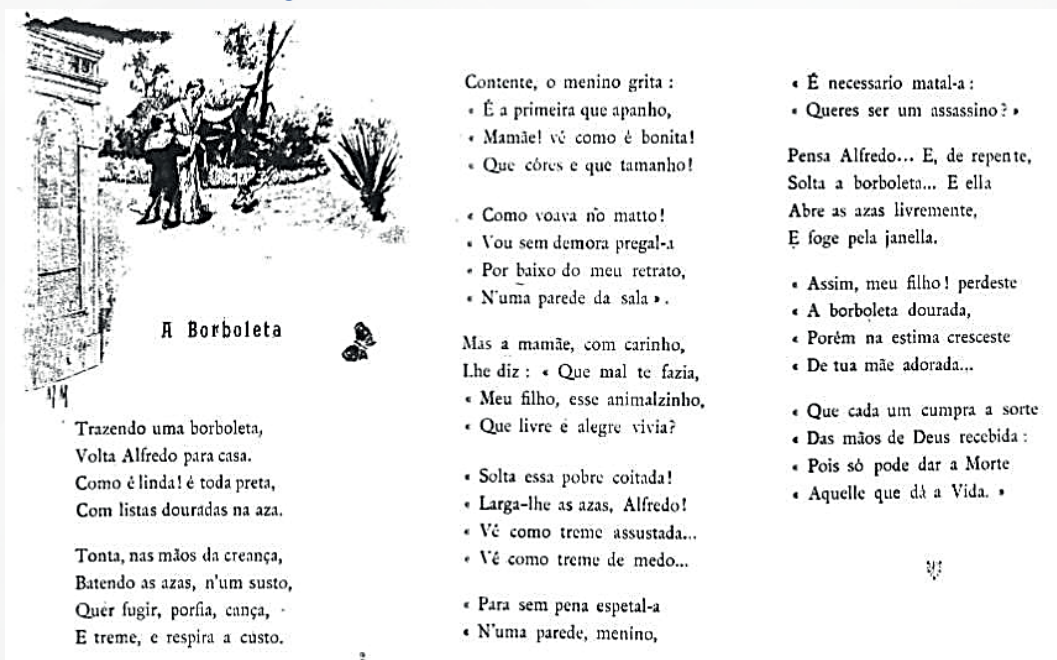 A Borboleta
Trazendo uma borboleta,
Volta Alfredo para casa.
Como é linda! é toda preta,
Com listas douradas na aza.
Tonta, nas mãos da creança,
Batendo as azas, n'um susto,
Quer fugir, porfia, cança,
E treme, e respira a custo.
Contente, o menino grita :
« É a primeira que apanho,
« Mamãe! vê como é bonita!
« Que côres e que tamanho!
« Como voava no matto!
« Vou sem demora pregal-a
« Por baixo do meu retrato,
« N'uma parede da sala ».
Mas a mamãe, com carinho,
Lhe diz : « Que mal te fazia,
« Meu filho, esse animalzinho,
« Que livre e alegre vivia?
« Solta essa pobre coitada!
« Larga-lhe as azas, Alfredo!
« Vê como treme assustada...
« Vê como treme de medo...
« Para sem pena espetal-a
« N'uma parede, menino,
« É necessario matal-a :
« Queres ser um assassino? »
Pensa Alfredo... E, de repente,
Solta a borboleta... E ella
Abre as azas livremente,
E foge pela janella.
« Assim, meu filho! perdeste
« A borboleta dourada,
« Porém na estima cresceste
« De tua mãe adorada...
« Que cada um cumpra a sorte
« Das mãos de Deus recebida :
« Pois só pode dar a Morte
« Aquelle que dá a Vida. »